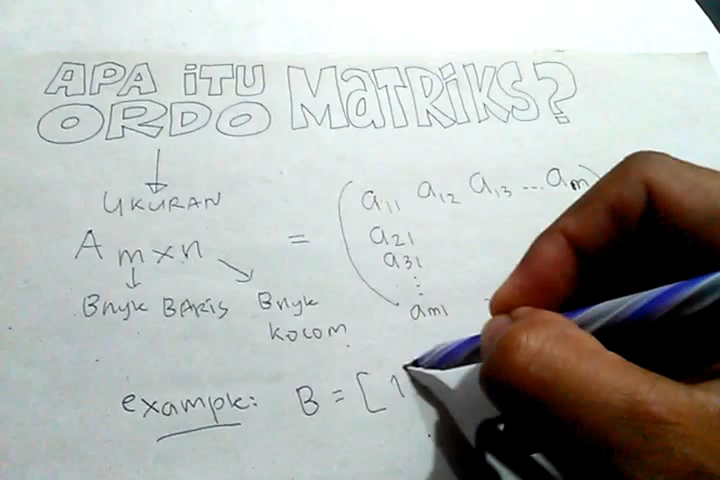 APA iTU
ORDO MATRiKS?
UKURAN
A m×n = ( a11 a12 a13 ... am )
a21
a31
⋮
am1
Bnyk BARis Bnyk
KOLOM
example: B = [ 1